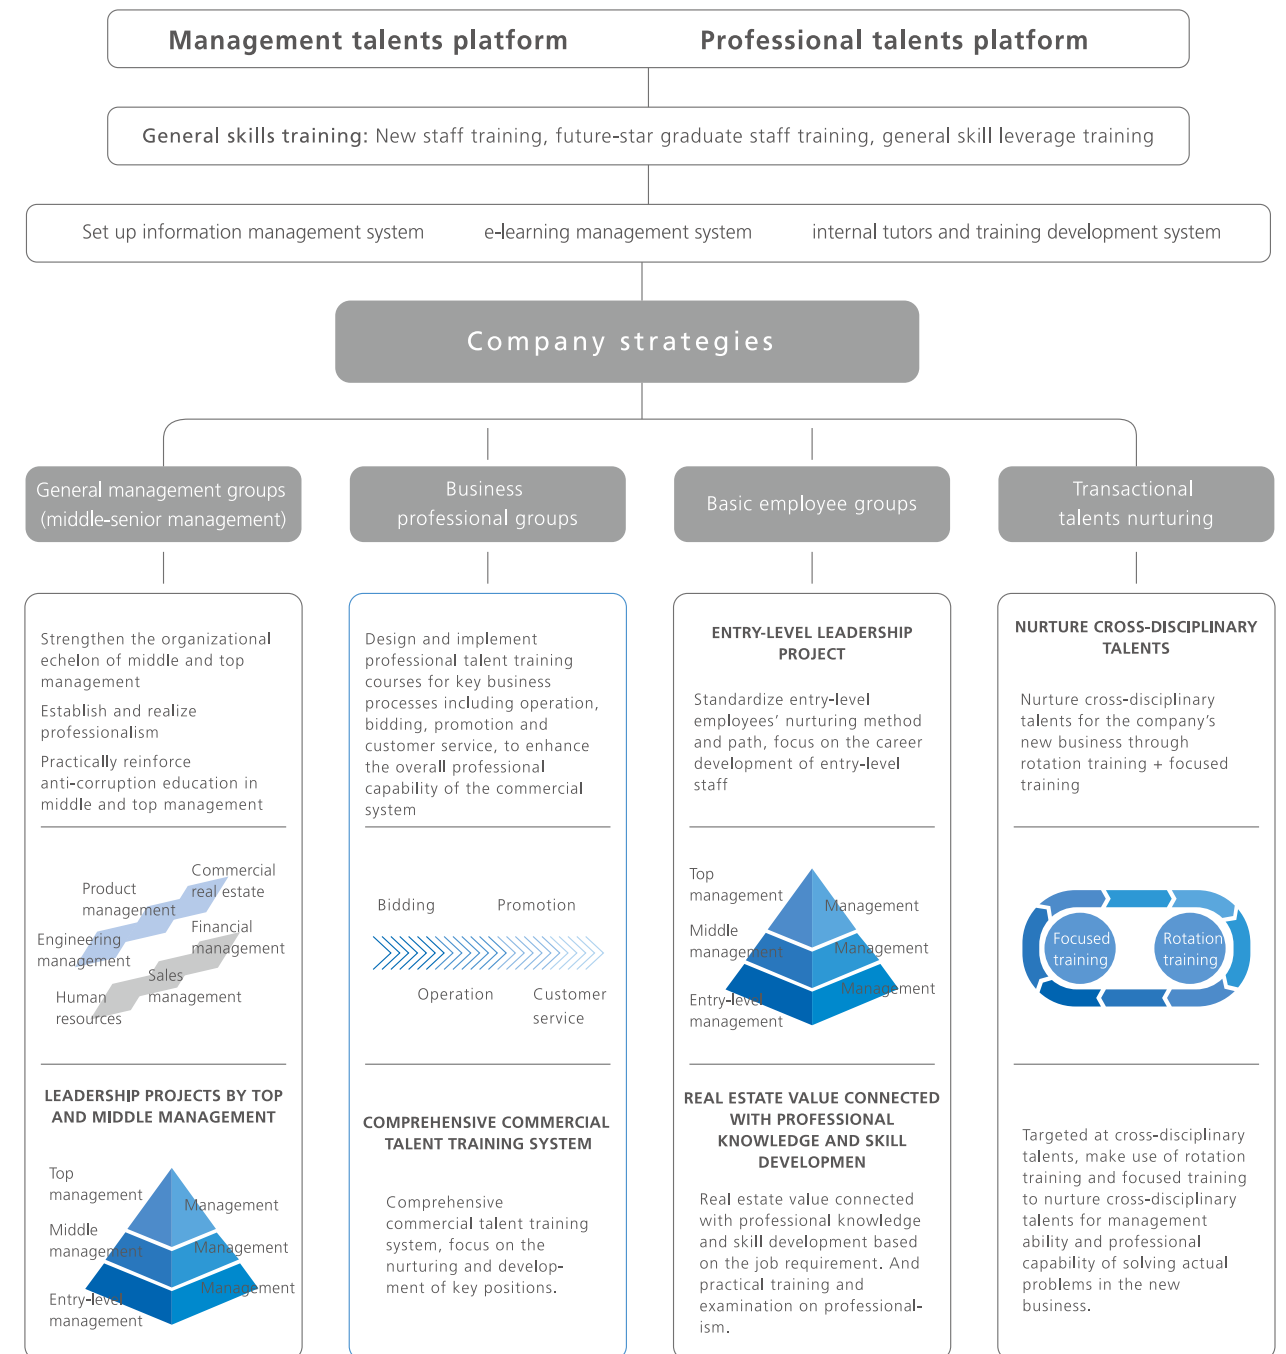 Management talents platform
Professional talents platform
General skills training: New staff training, future-star graduate staff training, general skill leverage training
Set up information management system
e-learning management system
internal tutors and training development system
Company strategies
General management groups
(middle-senior management)
Strengthen the organizational
echelon of middle and top
management
Establish and realize
professionalism
Practically reinforce
anti-corruption education in
middle and top management
Commercial
real estate
Product
management
Financial
management
Engineering
management
Sales
management
Human
resources
LEADERSHIP PROJECTS BY TOP
AND MIDDLE MANAGEMENT
Top
management
Management
Middle
management
Management
Entry-level
management
Management
Business
professional groups
Design and implement
professional talent training
courses for key business
processes including operation,
bidding, promotion and
customer service, to enhance
the overall professional
capability of the commercial
system
Bidding
Promotion
Operation
Customer
service
COMPREHENSIVE COMMERCIAL
TALENT TRAINING SYSTEM
Comprehensive
commercial talent training
system, focus on the
nurturing and develop-
ment of key positions.
Basic employee groups
ENTRY-LEVEL LEADERSHIP
PROJECT
Standardize entry-level
employees’ nurturing method
and path, focus on the career
development of entry-level
staff
Top
management
Management
Middle
management
Management
Entry-level
management
Management
REAL ESTATE VALUE CONNECTED
WITH PROFESSIONAL
KNOWLEDGE AND SKILL
DEVELOPMEN
Real estate value connected
with professional knowledge
and skill development based
on the job requirement. And
practical training and
examination on professional-
ism.
Transactional
talents nurturing
NURTURE CROSS-DISCIPLINARY
TALENTS
Nurture cross-disciplinary
talents for the company’s
new business through
rotation training + focused
training
Focused
training
Rotation
training
Targeted at cross-disciplinary
talents, make use of rotation
training and focused training
to nurture cross-disciplinary
talents for management
ability and professional
capability of solving actual
problems in the new
business.